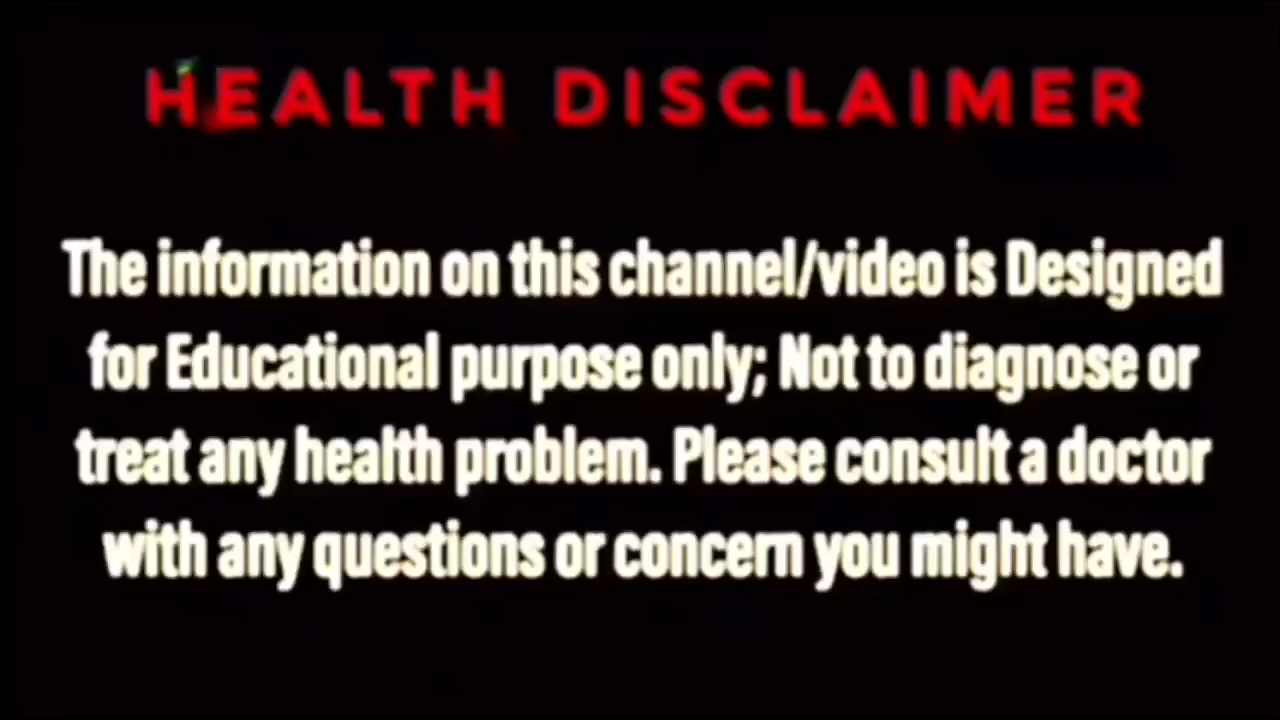 HEALTH DISCLAIMER
The information on this channel/video is Designed
for Educational purpose only; Not to diagnose or
treat any health problem. Please consult a doctor
with any questions or concern you might have.